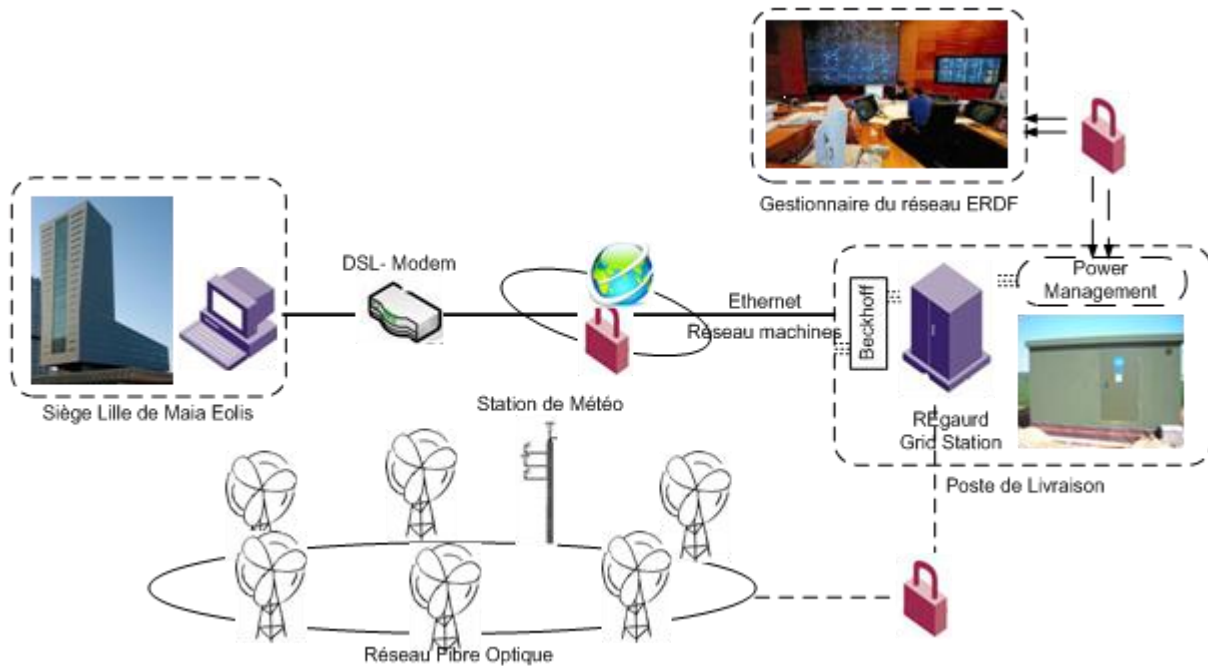 Gestionnaire du réseau ERDF
DSL- Modem
Ethernet
Réseau machines
Beckhoff
Power
Management
REgaurd
Grid Station
Poste de Livraison
Siège Lille de Maia Eolis
Station de Météo
Réseau Fibre Optique